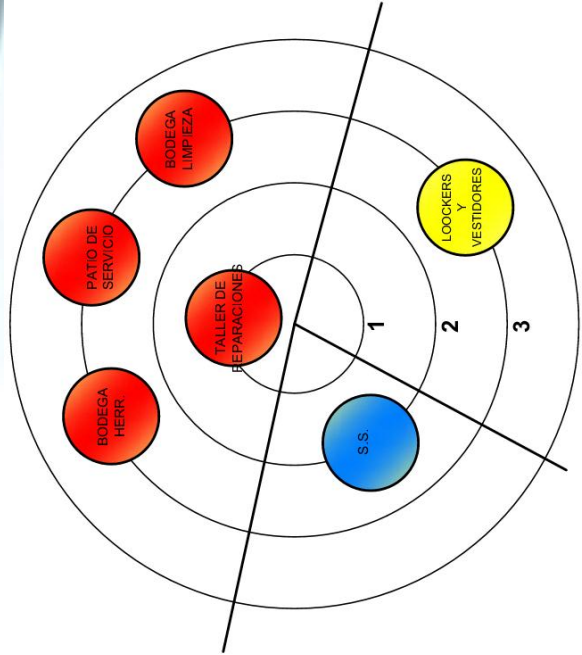 BODEGA
LIMPIEZA
PATIO DE
SERVICIO
TALLER DE
REPARACIONES
BODEGA
HERR.
LOOCKERS
Y
VESTIDORES
S.S.
1
2
3